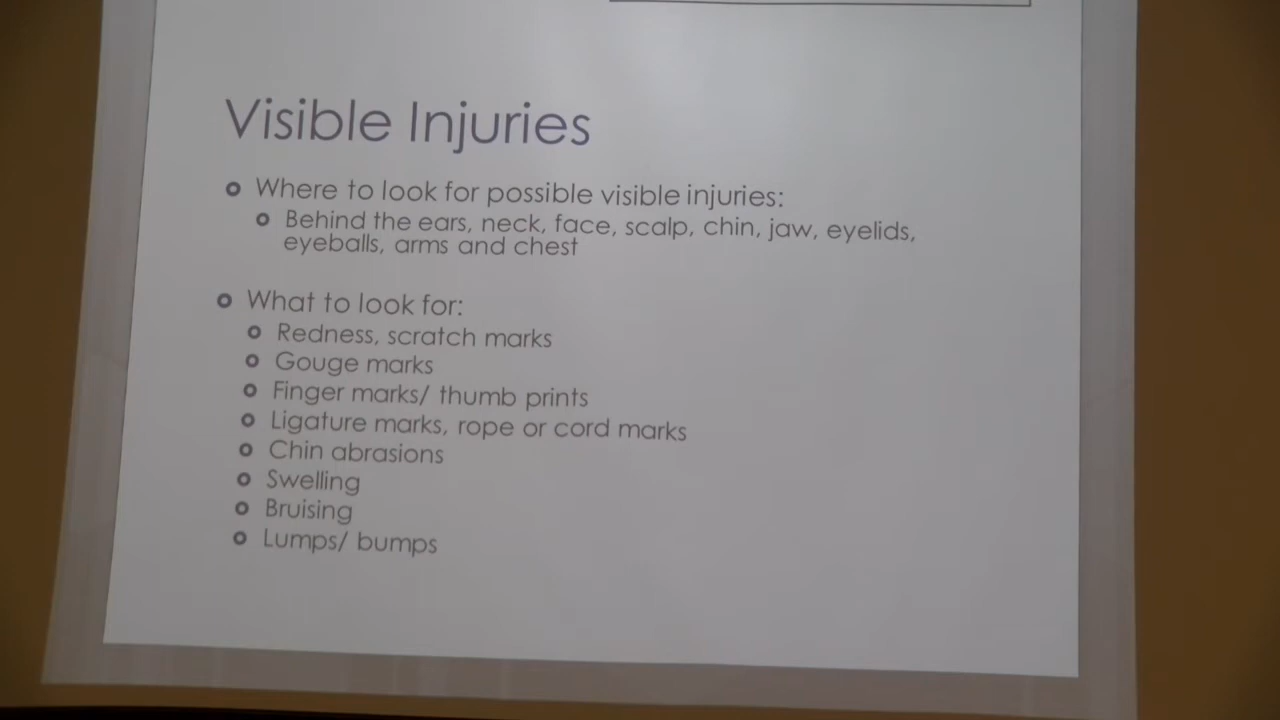 Visible Injuries
Where to look for possible visible injuries:
Behind the ears, neck, face, scalp, chin, jaw, eyelids,
eyeballs, arms and chest
What to look for:
Redness, scratch marks
Gouge marks
Finger marks/ thumb prints
Ligature marks, rope or cord marks
Chin abrasions
Swelling
Bruising
Lumps/ bumps